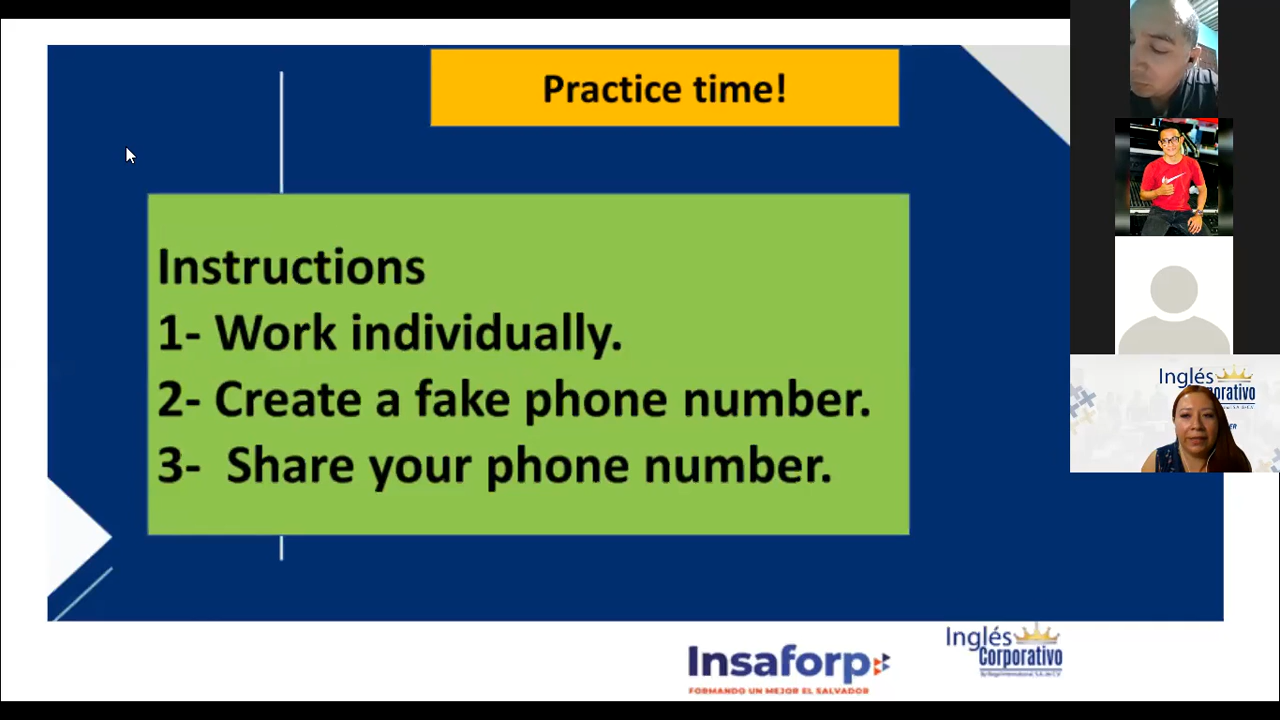 Practice time!
Instructions
1- Work individually.
2- Create a fake phone number.
3- Share your phone number.
Inglés
Insaforp
FORMANDO UN MEJOR EL SALVADOR
Inglés
Corporativo